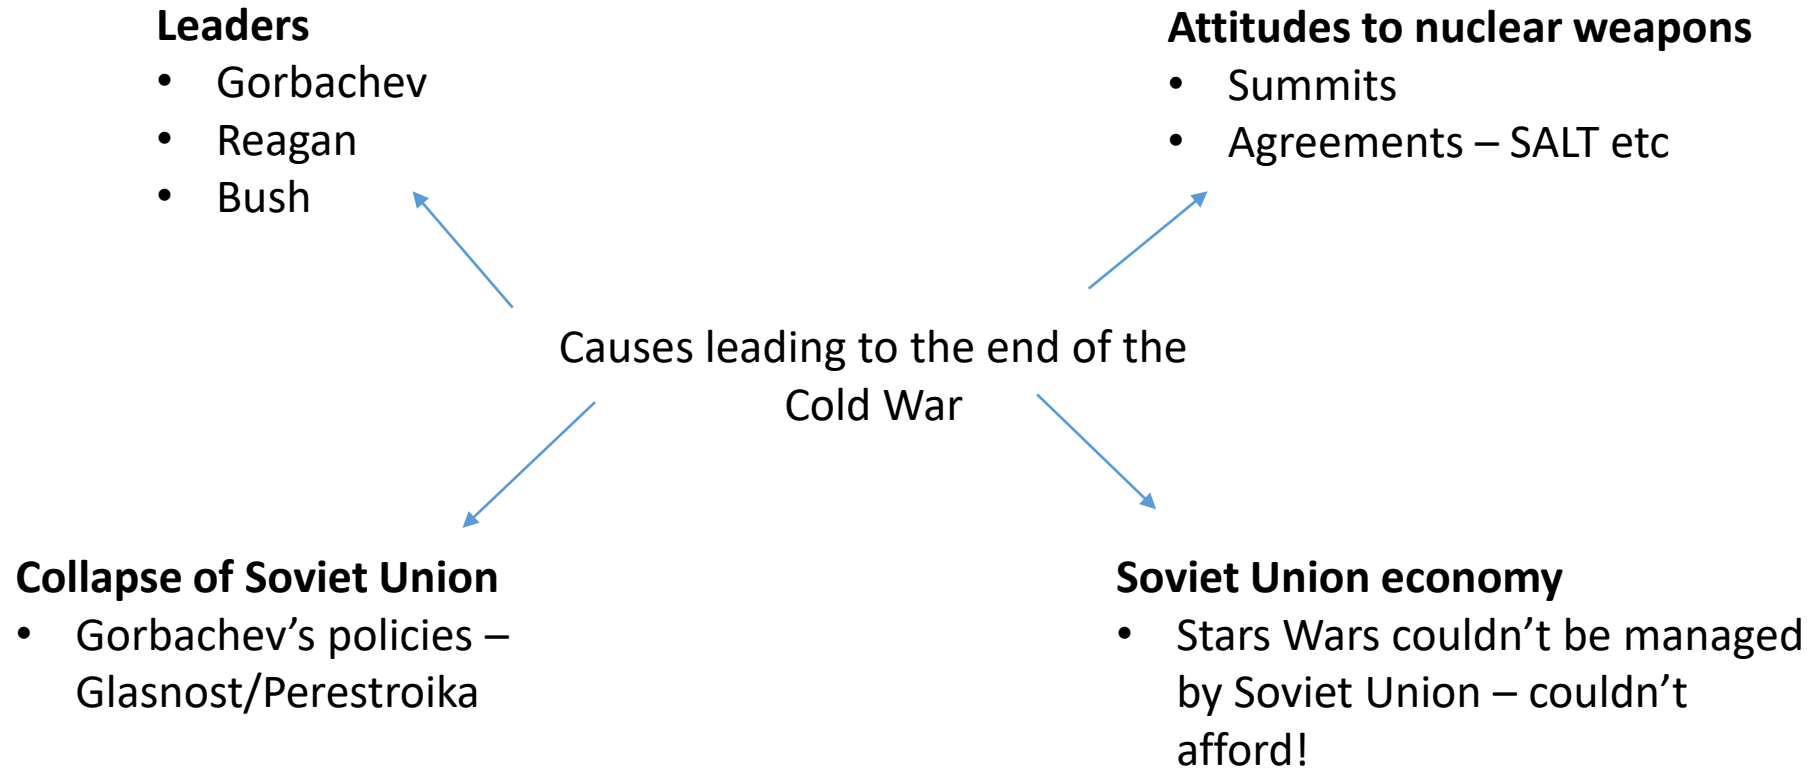 Leaders
• Gorbachev
• Reagan
• Bush
Attitudes to nuclear weapons
• Summits
• Agreements – SALT etc
Causes leading to the end of the
Cold War
Collapse of Soviet Union
• Gorbachev’s policies –
Glasnost/Perestroika
Soviet Union economy
• Stars Wars couldn’t be managed
by Soviet Union – couldn’t
afford!